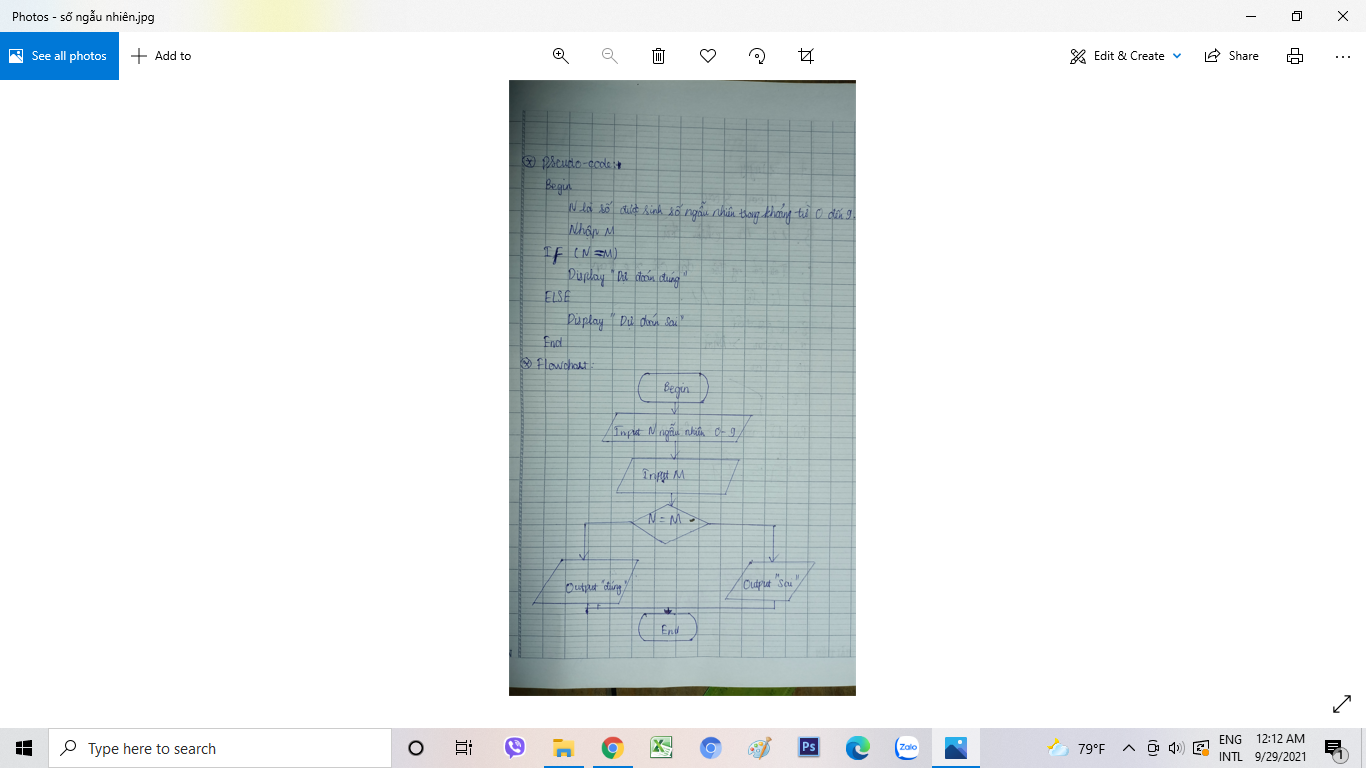 Photos - số ngẫu nhiên.jpg
See all photos
Add to
Edit & Create
Share
Pseudo-code:
Begin
N là số được sinh số ngẫu nhiên trong khoảng từ 0 đến 9.
Nhập M
IF (N = M)
Display "Dự đoán đúng"
ELSE
Display "Dự đoán sai"
End
Flowchart:
Begin
Input N ngẫu nhiên 0-9
Input M
N = M
Output "đúng"
Output "Sai"
End
Type here to search
Ps
Zalo
79°F
ENG
INTL
12:12 AM
9/29/2021
1